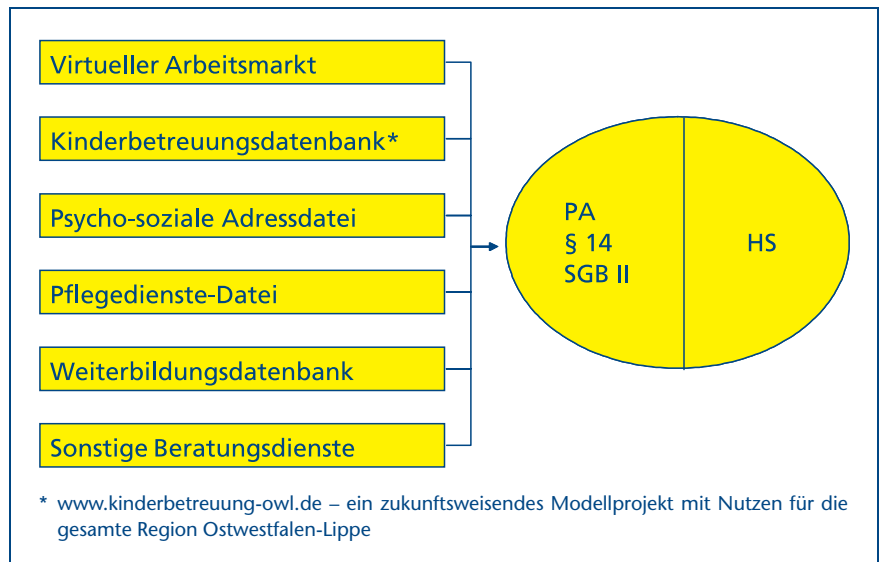 Virtueller Arbeitsmarkt
Kinderbetreuungsdatenbank*
Psycho-soziale Adressdatei
Pflegedienste-Datei
Weiterbildungsdatenbank
Sonstige Beratungsdienste
PA
§ 14
SGB II
HS
* www.kinderbetreuung-owl.de – ein zukunftsweisendes Modellprojekt mit Nutzen für die
gesamte Region Ostwestfalen-Lippe